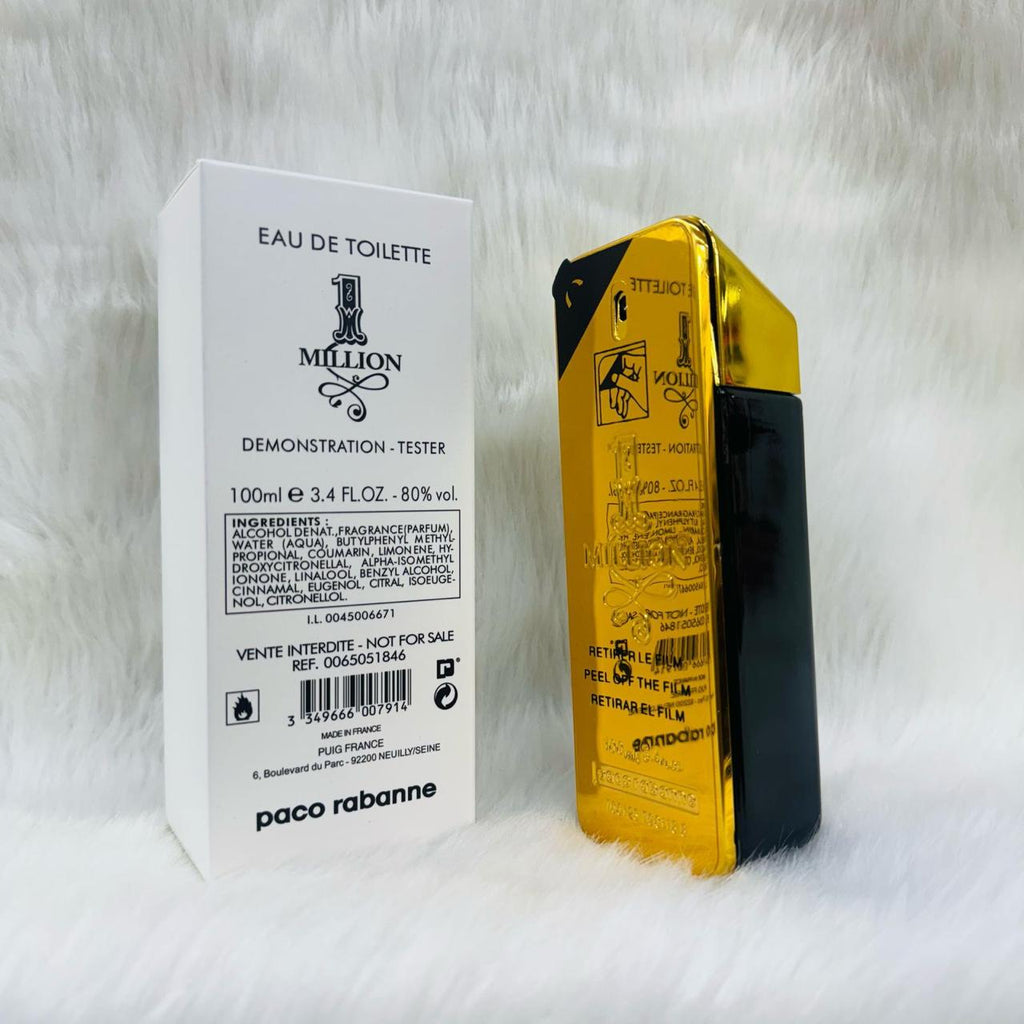 EAU DE TOILETTE
1
MILLION
DEMONSTRATION - TESTER
100ml e 3.4 FL.OZ. - 80% vol.
INGREDIENTS :
ALCOHOL DENAT.,FRAGRANCE(PARFUM),
WATER (AQUA), BUTYLPHENYL METHYL-
PROPIONAL, COUMARIN, LIMONENE, HY-
DROXYCITRONELLAL, ALPHA-ISOMETHYL
IONONE, LINALOOL, BENZYL ALCOHOL,
CINNAMAL, EUGENOL, CITRAL, ISOEUGE-
NOL, CITRONELLOL.
I.L. 0045006671
VENTE INTERDITE - NOT FOR SALE
REF. 0065051846
3 349666 007914
MADE IN FRANCE
PUIG FRANCE
6, Boulevard du Parc - 92200 NEUILLY/SEINE
paco rabanne
1
MILLION
RETIRER LE FILM
PEEL OFF THE FILM
RETIRAR EL FILM